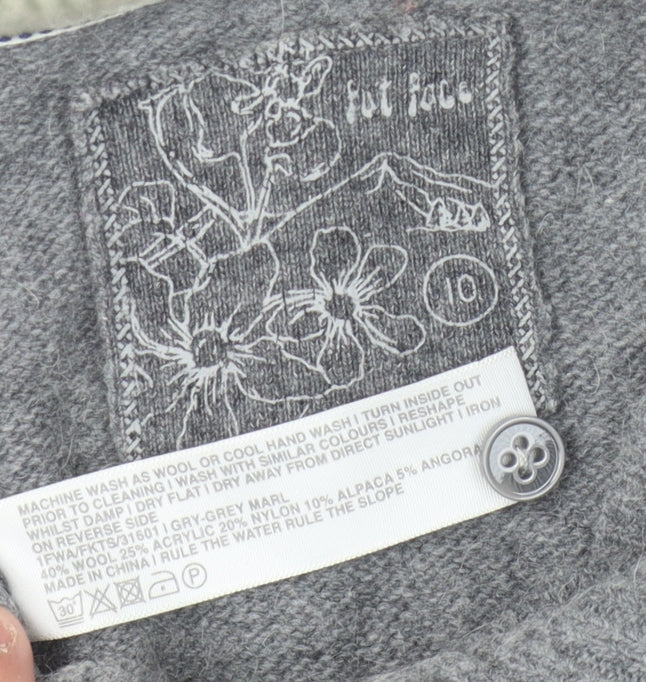 fat face
10
MACHINE WASH AS WOOL OR COOL HAND WASH | TURN INSIDE OUT
PRIOR TO CLEANING | WASH WITH SIMILAR COLOURS | RESHAPE
WHILST DAMP | DRY FLAT | DRY AWAY FROM DIRECT SUNLIGHT | IRON
ON REVERSE SIDE
1FWA/FKTS/31601 | GRY-GREY MARL
40% WOOL 25% ACRYLIC 20% NYLON 10% ALPACA 5% ANGORA
MADE IN CHINA | RULE THE WATER RULE THE SLOPE
30° P